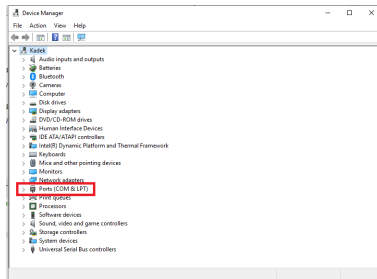 Device Manager
File Action View Help
Kadek
Audio inputs and outputs
Batteries
Bluetooth
Cameras
Computer
Disk drives
Display adapters
DVD/CD-ROM drives
Human Interface Devices
IDE ATA/ATAPI controllers
Intel(R) Dynamic Platform and Thermal Framework
Keyboards
Mice and other pointing devices
Monitors
Network adapters
Ports (COM & LPT)
Print queues
Processors
Software devices
Sound, video and game controllers
Storage controllers
System devices
Universal Serial Bus controllers